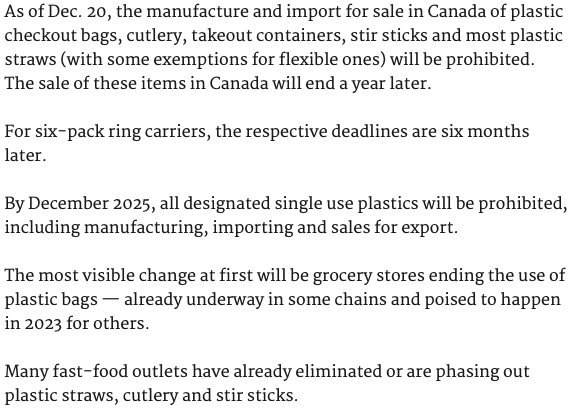 As of Dec. 20, the manufacture and import for sale in Canada of plastic
checkout bags, cutlery, takeout containers, stir sticks and most plastic
straws (with some exemptions for flexible ones) will be prohibited.
The sale of these items in Canada will end a year later.
For six-pack ring carriers, the respective deadlines are six months
later.
By December 2025, all designated single use plastics will be prohibited,
including manufacturing, importing and sales for export.
The most visible change at first will be grocery stores ending the use of
plastic bags — already underway in some chains and poised to happen
in 2023 for others.
Many fast-food outlets have already eliminated or are phasing out
plastic straws, cutlery and stir sticks.